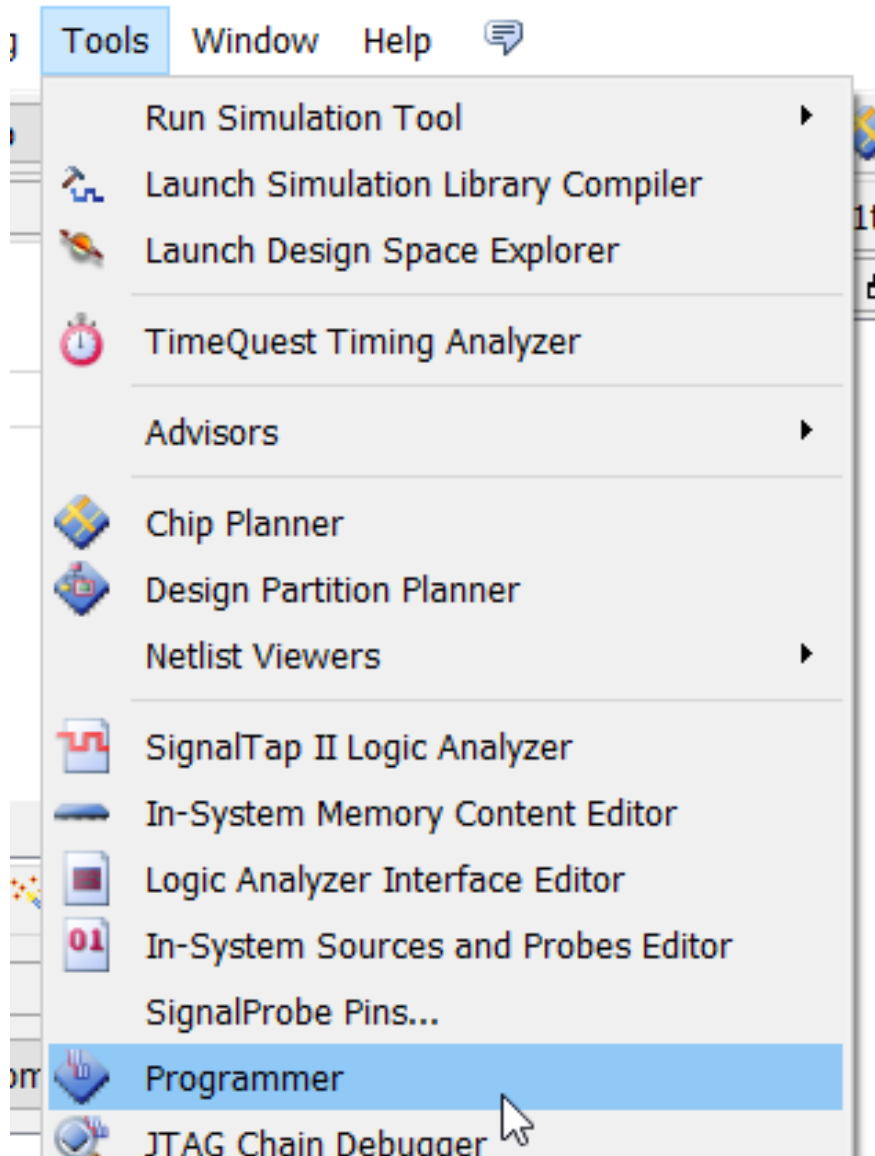 Tools Window Help
Run Simulation Tool
Launch Simulation Library Compiler
Launch Design Space Explorer
TimeQuest Timing Analyzer
Advisors
Chip Planner
Design Partition Planner
Netlist Viewers
SignalTap II Logic Analyzer
In-System Memory Content Editor
Logic Analyzer Interface Editor
01
In-System Sources and Probes Editor
SignalProbe Pins...
Programmer
JTAG Chain Debugger